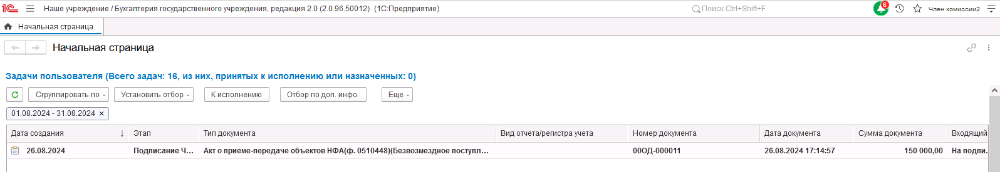 1С Наше учреждение / Бухгалтерия государственного учреждения, редакция 2.0 (2.0.96.50012) (1С:Предприятие) Поиск Ctrl+Shift+F 6 Член комиссии2
Начальная страница
Начальная страница
Задачи пользователя (Всего задач: 16, из них, принятых к исполнению или назначенных: 0)
Сгруппировать по Установить отбор К исполнению Отбор по доп. инфо. Еще
01.08.2024 - 31.08.2024 ×
Дата создания ↓ Этап Тип документа Вид отчета/регистра учета Номер документа Дата документа Сумма документа Входящий
26.08.2024 Подписание Ч... Акт о приеме-передаче объектов НФА(ф. 0510448)(Безвозмездное поступл... 00ОД-000011 26.08.2024 17:14:57 150 000,00 На подпи...